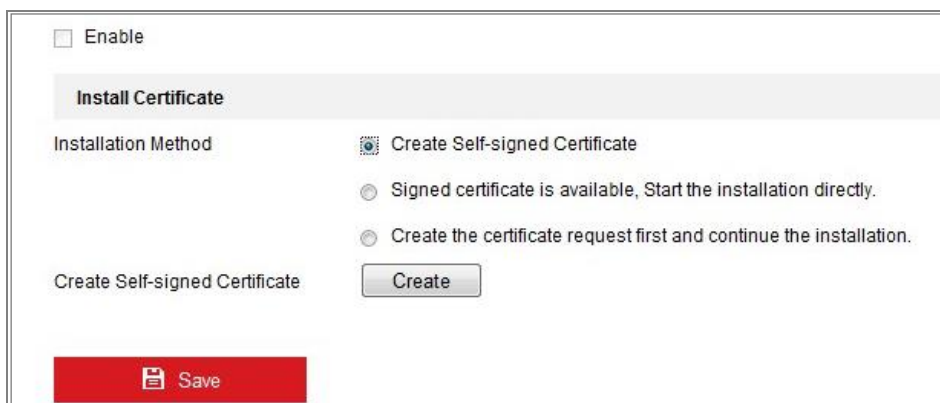 Enable
Install Certificate
Installation Method
Create Self-signed Certificate
Signed certificate is available, Start the installation directly.
Create the certificate request first and continue the installation.
Create Self-signed Certificate
Create
Save